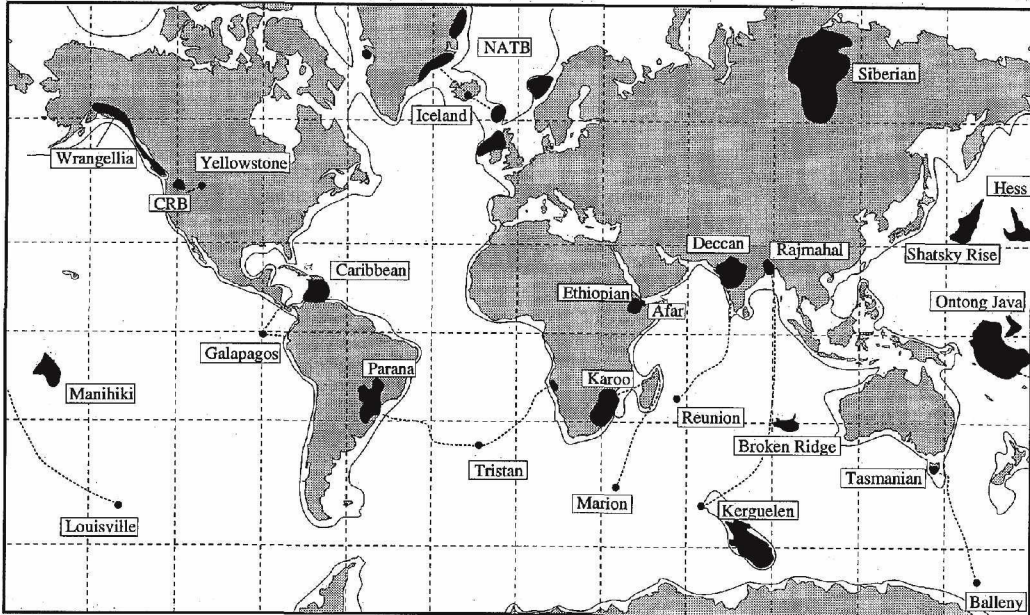 NATB
Siberian
Iceland
Wrangellia
Yellowstone
CRB
Hess
Shatsky Rise
Deccan
Rajmahal
Caribbean
Ethiopian
Afar
Ontong Java
Galapagos
Parana
Karoo
Manihiki
Reunion
Broken Ridge
Tristan
Marion
Tasmanian
Louisville
Kerguelen
Balleny